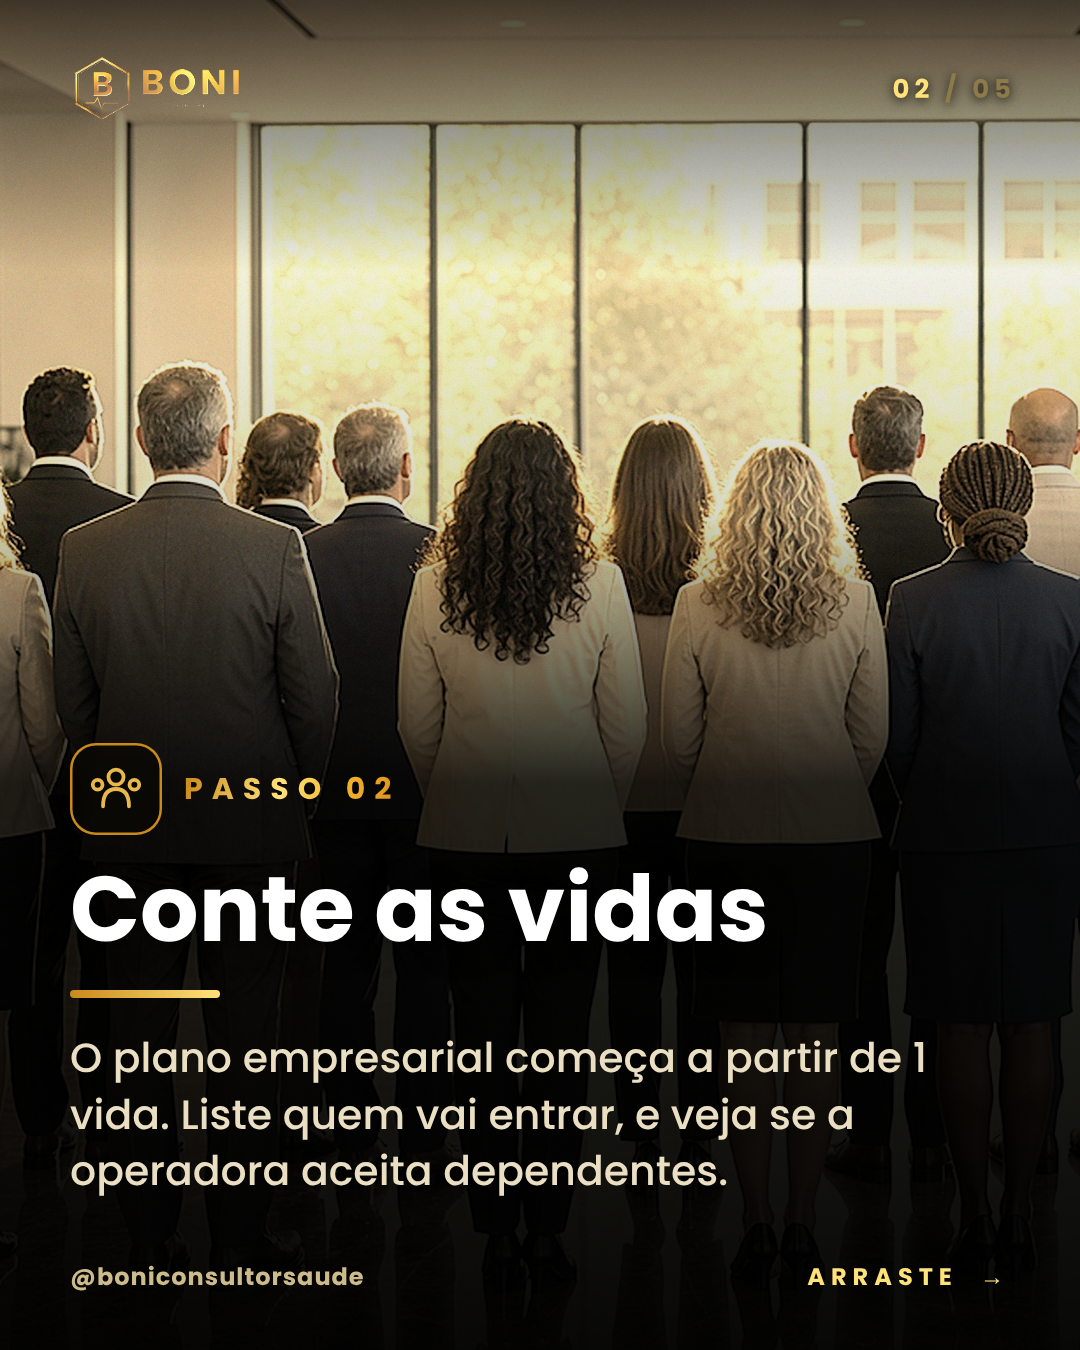 B BONI
02 / 05
PASSO 02
Conte as vidas
O plano empresarial começa a partir de 1
vida. Liste quem vai entrar, e veja se a
operadora aceita dependentes.
@boniconsultorsaude
ARRASTE →